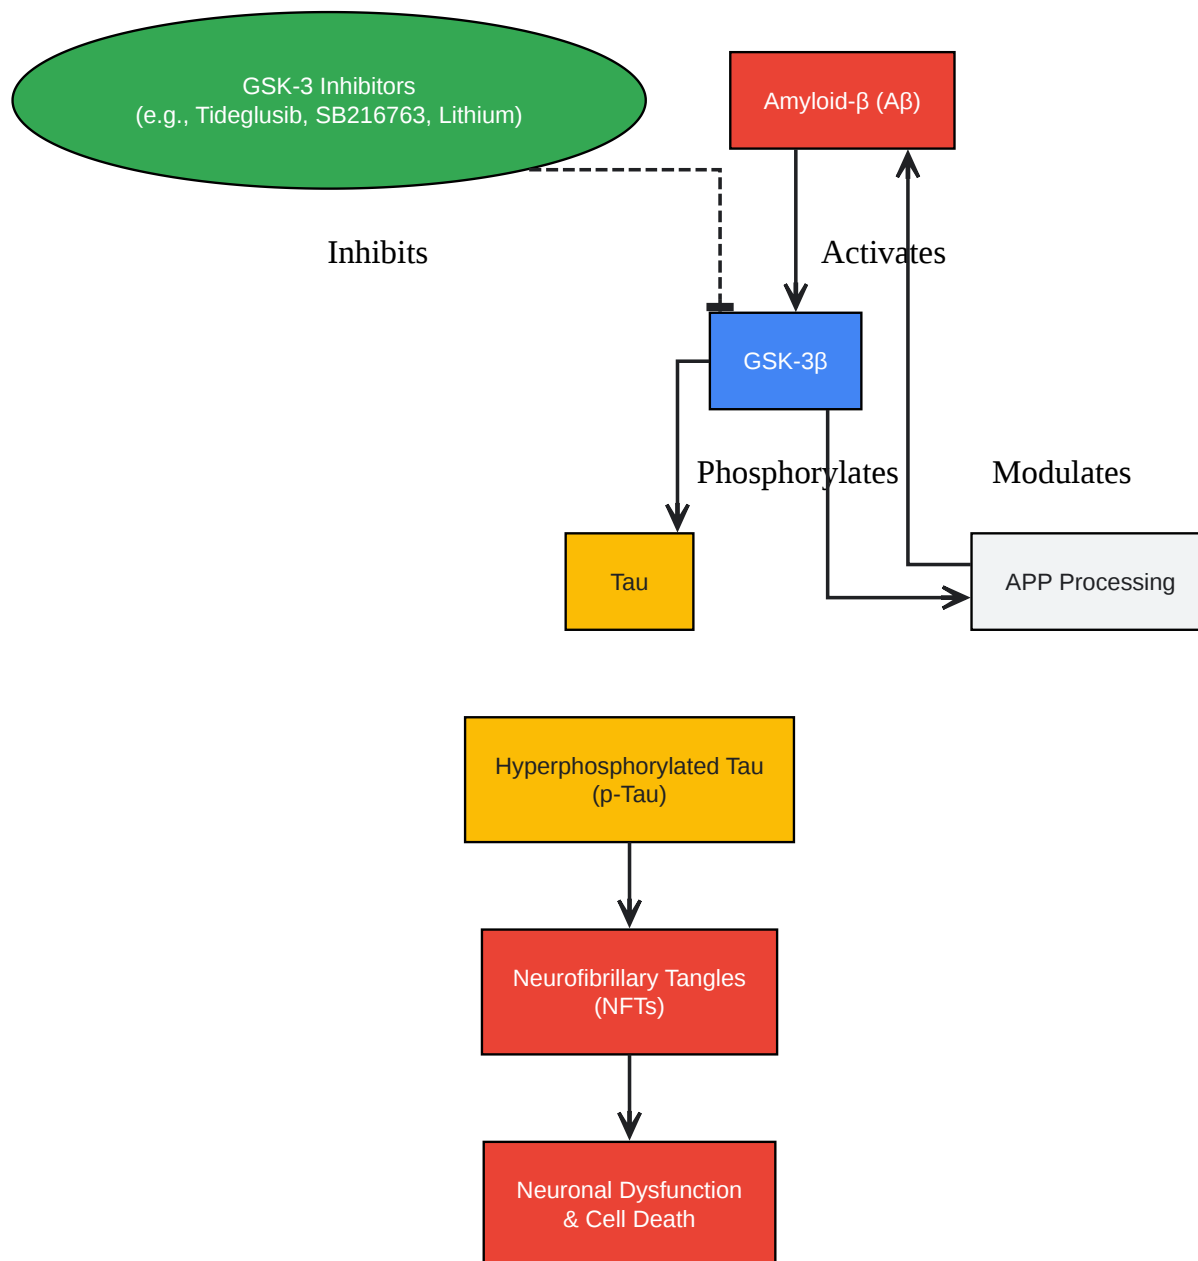 GSK-3 Inhibitors
(e.g., Tideglusib, SB216763, Lithium)
Amyloid-β (Aβ)
Inhibits
Activates
GSK-3β
Phosphorylates
Modulates
Tau
APP Processing
Hyperphosphorylated Tau
(p-Tau)
Neurofibrillary Tangles
(NFTs)
Neuronal Dysfunction
& Cell Death